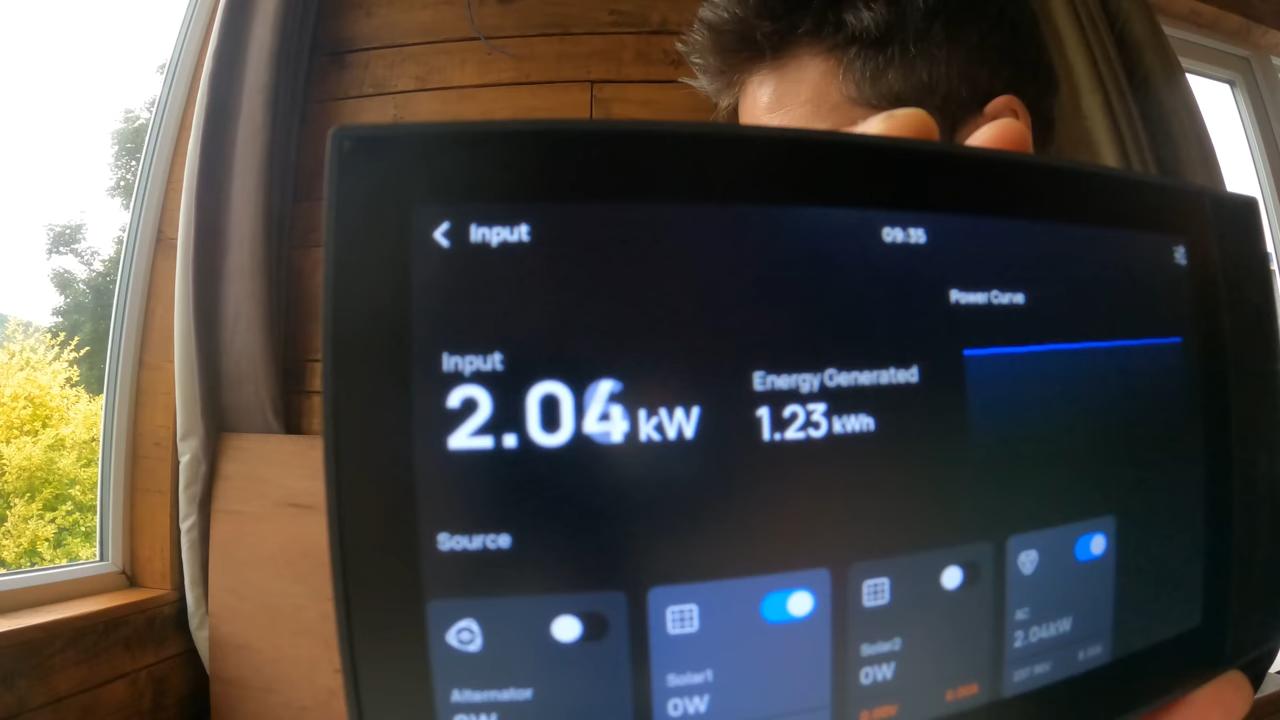 Input
09:35
Power Curve
Input
2.04 kW
Energy Generated
1.23 kWh
Source
Alternator
0W
Solar1
0W
Solar2
0W
AC
2.04kW